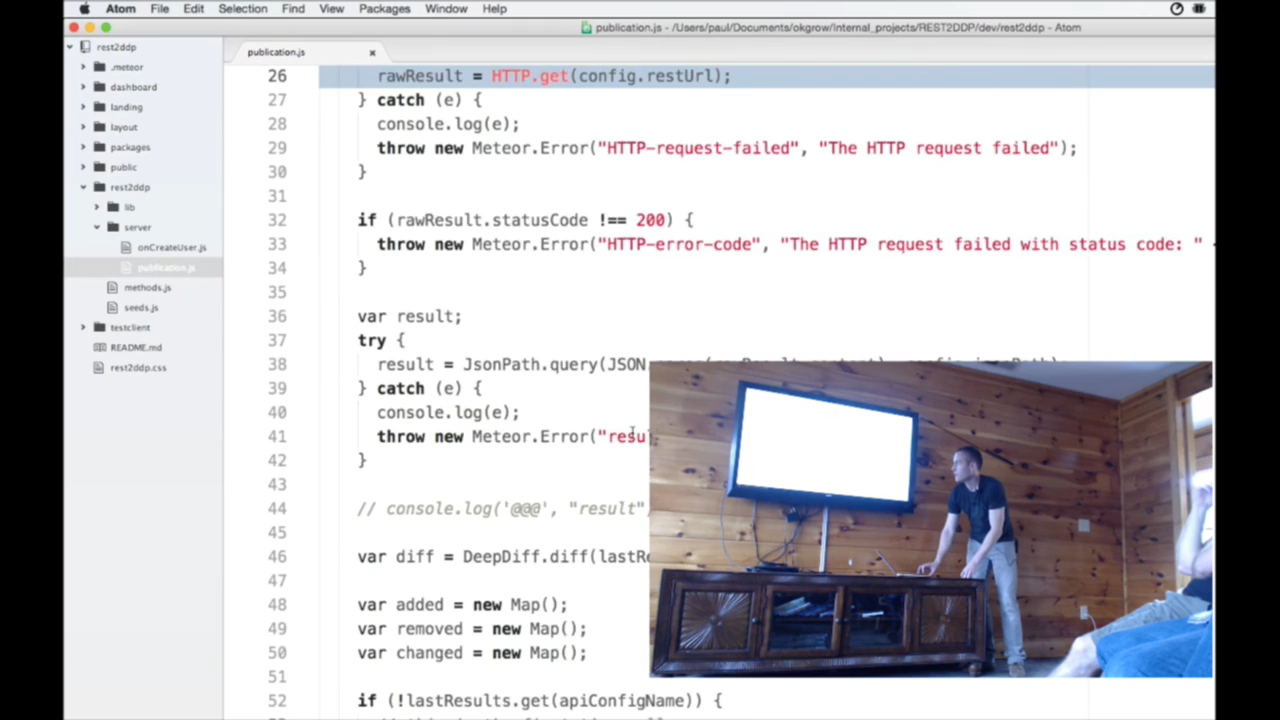 Atom File Edit Selection Find View Packages Window Help
publication.js - /Users/paul/Documents/okgrow/internal_projects/REST2DDP/dev/rest2ddp - Atom
rest2ddp
.meteor
dashboard
landing
layout
packages
public
rest2ddp
lib
server
onCreateUser.js
publication.js
methods.js
seeds.js
testclient
README.md
rest2ddp.css
publication.js
26 rawResult = HTTP.get(config.restUrl);
27 } catch (e) {
28 console.log(e);
29 throw new Meteor.Error("HTTP-request-failed", "The HTTP request failed");
30 }
31
32 if (rawResult.statusCode !== 200) {
33 throw new Meteor.Error("HTTP-error-code", "The HTTP request failed with status code: "
34 }
35
36 var result;
37 try {
38 result = JsonPath.query(JSON
39 } catch (e) {
40 console.log(e);
41 throw new Meteor.Error("resu
42 }
43
44 // console.log('@@@', "result"
45
46 var diff = DeepDiff.diff(lastRe
47
48 var added = new Map();
49 var removed = new Map();
50 var changed = new Map();
51
52 if (!lastResults.get(apiConfigName)) {